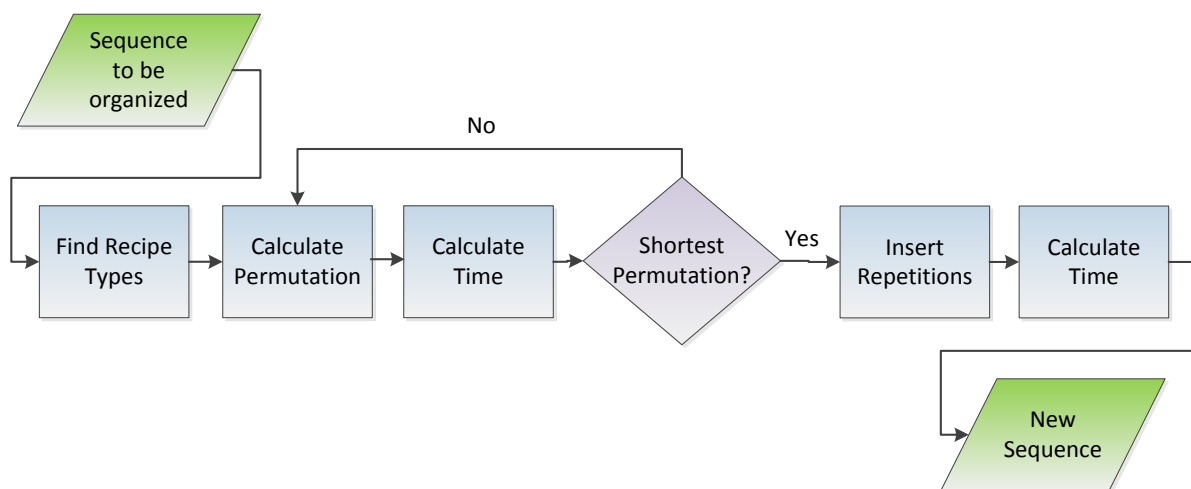 Sequence
to be
organized
No
Find Recipe
Types
Calculate
Permutation
Calculate
Time
Shortest
Permutation?
Yes
Insert
Repetitions
Calculate
Time
New
Sequence